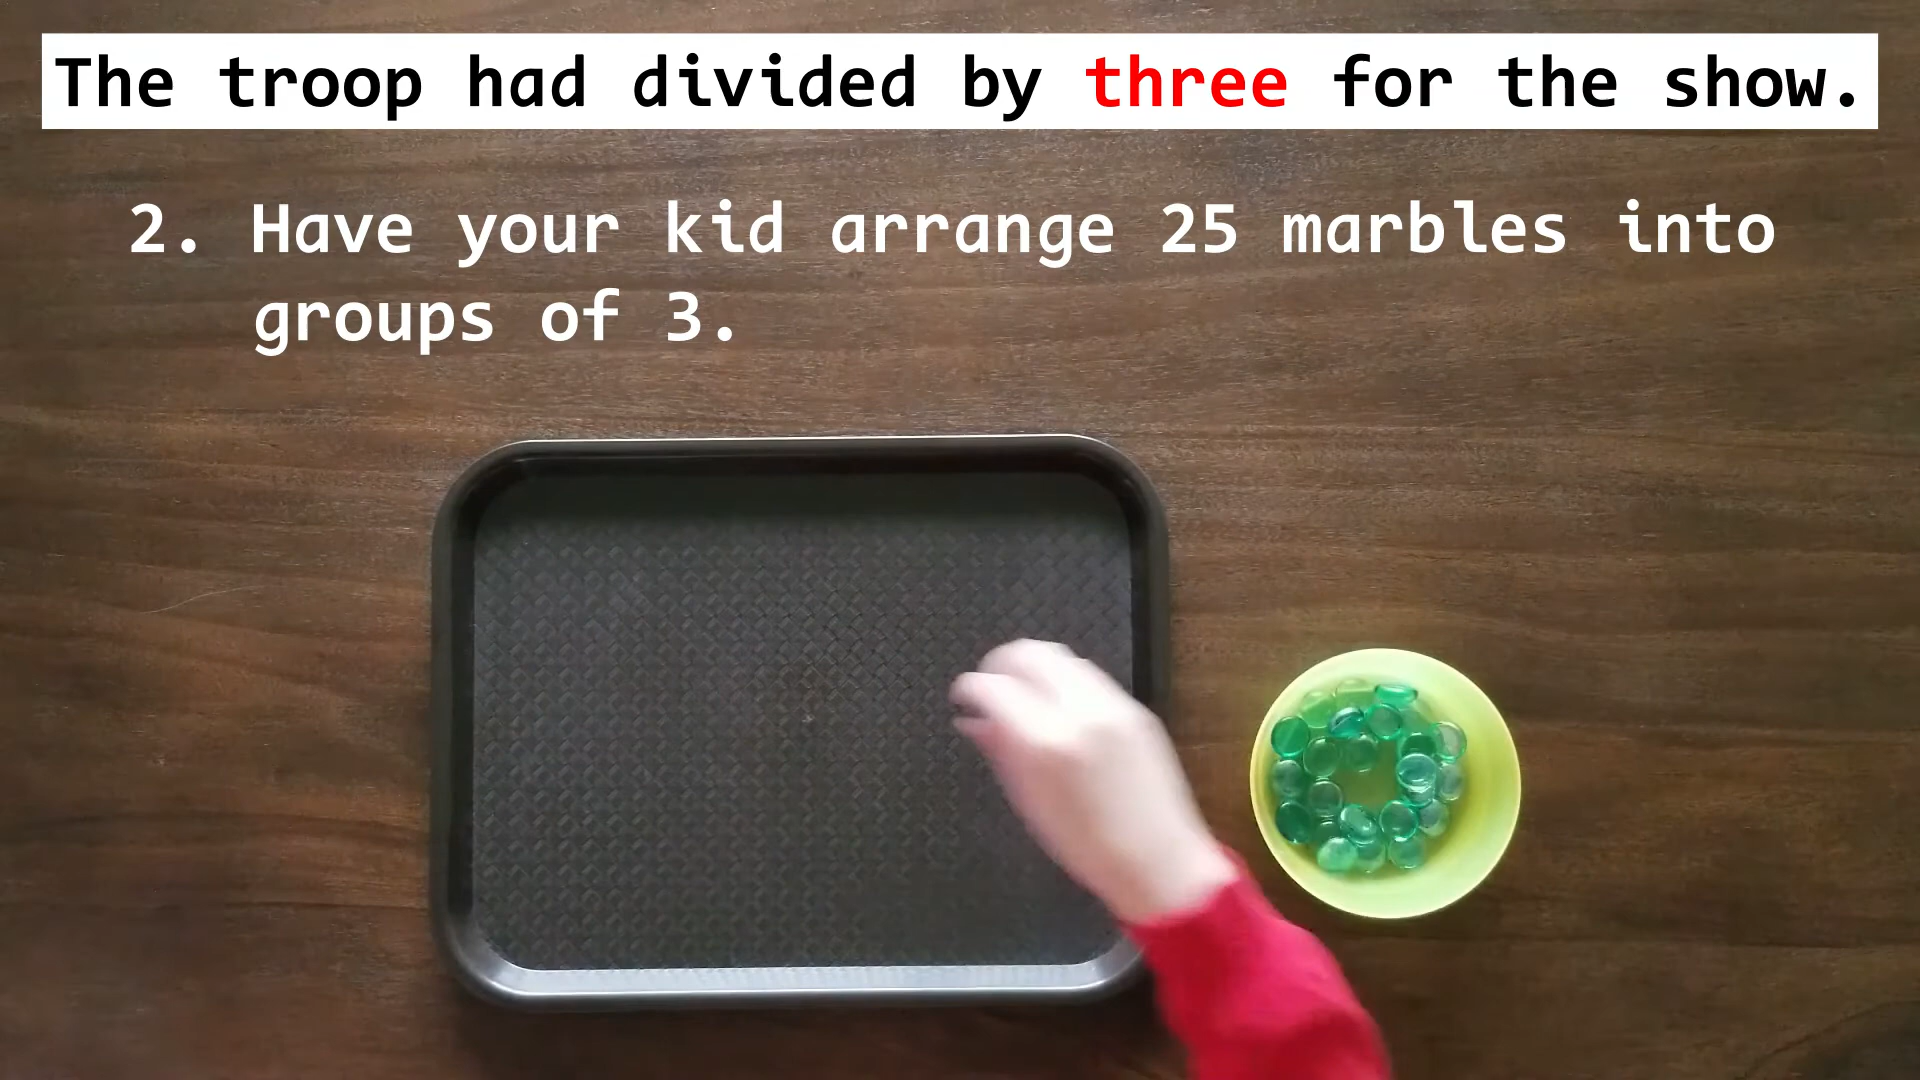 The troop had divided by three for the show.
2. Have your kid arrange 25 marbles into
groups of 3.